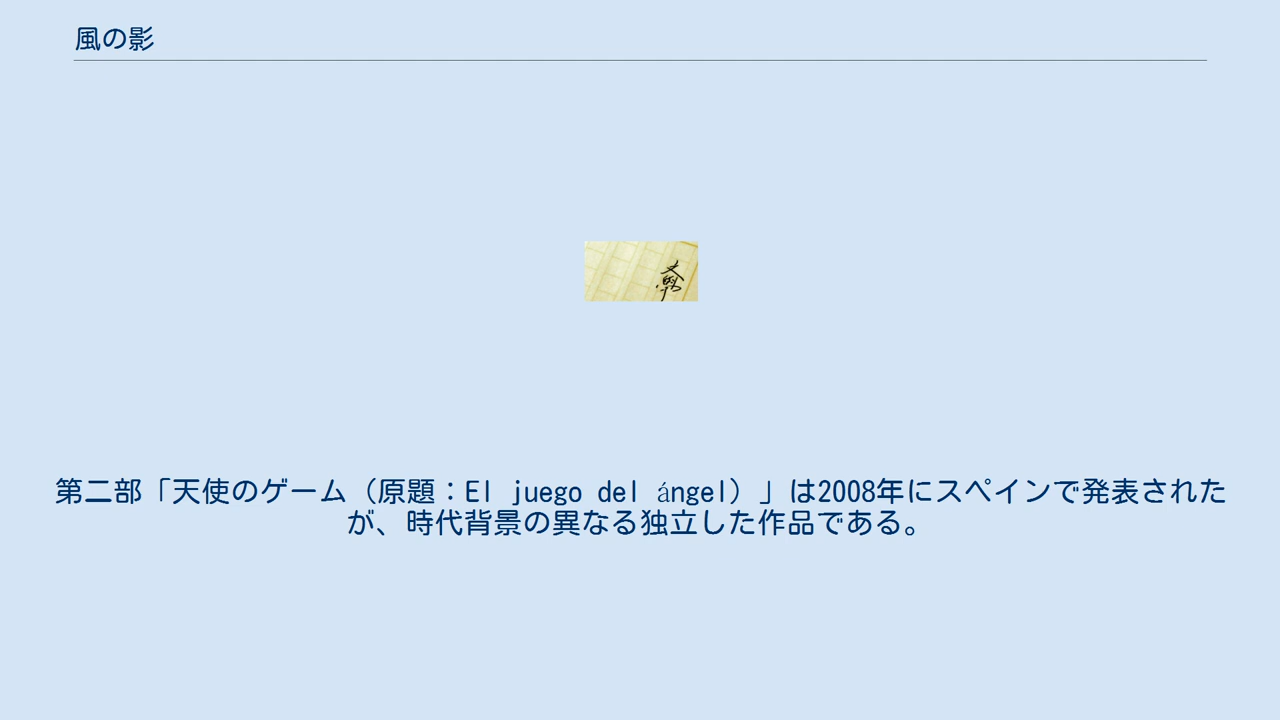 風の影
第二部「天使のゲーム（原題：El juego del ángel）」は2008年にスペインで発表された
が、時代背景の異なる独立した作品である。